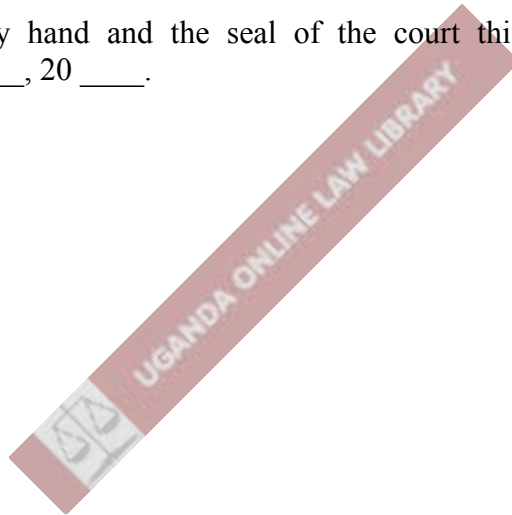 y hand and the seal of the court thi
__, 20 ____.
UGANDA ONLINE LAW LIBRARY